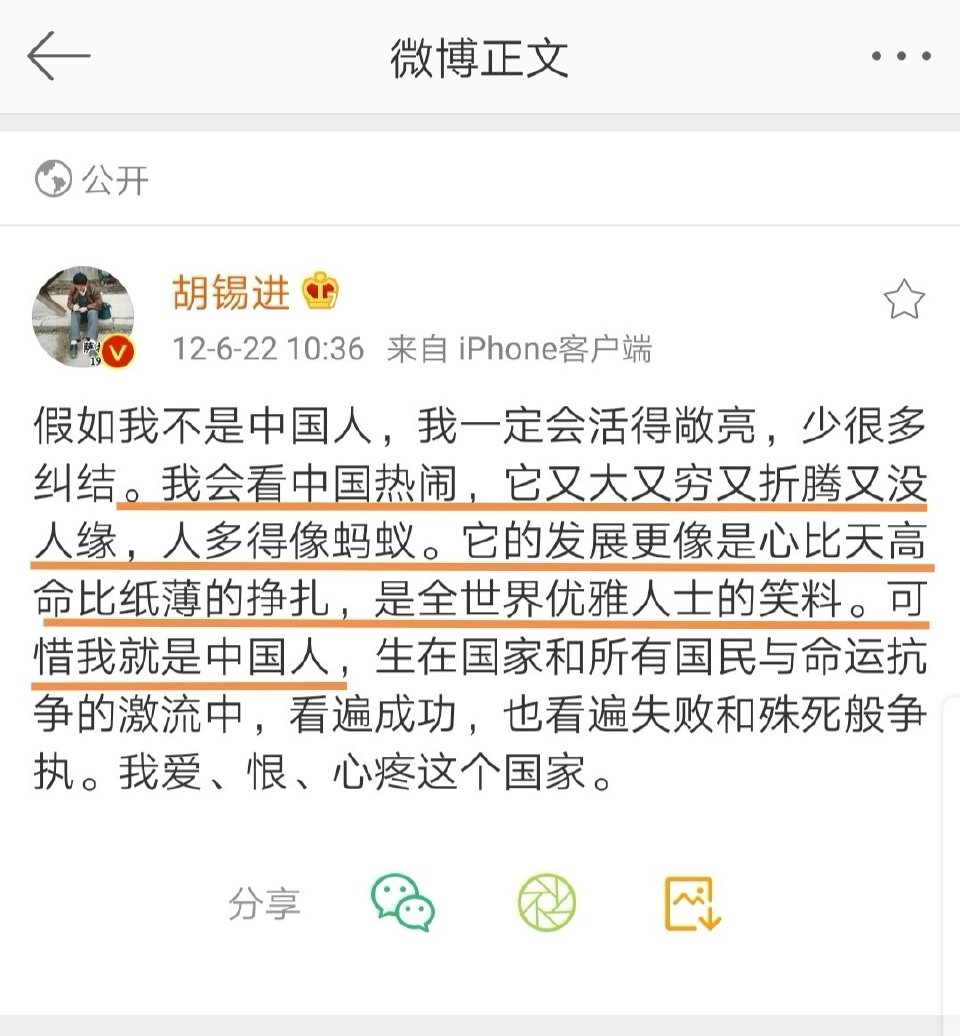 微博正文
公开
胡锡进
12-6-22 10:36 来自 iPhone客户端
假如我不是中国人，我一定会活得敞亮，少很多
纠结。我会看中国热闹，它又大又穷又折腾又没
人缘，人多得像蚂蚁。它的发展更像是心比天高
命比纸薄的挣扎，是全世界优雅人士的笑料。可
惜我就是中国人，生在国家和所有国民与命运抗
争的激流中，看遍成功，也看遍失败和殊死般争
执。我爱、恨、心疼这个国家。
分享